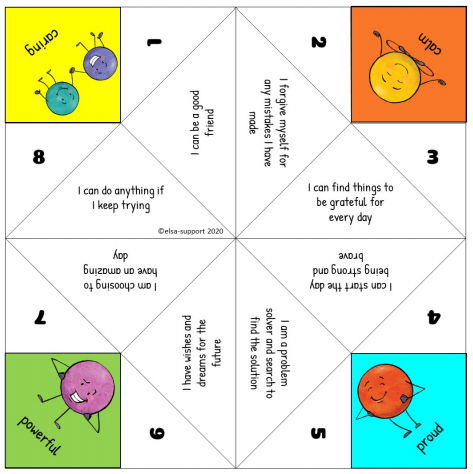 caring
1
2
calm
I can be a good
friend
I forgive myself for
any mistakes I have
made
8
3
I can do anything if
I keep trying
I can find things to
be grateful for
every day
©elsa-support 2020
I am choosing to
have an amazing
day
I can start the day
being strong and
brave
7
4
I have wishes and
dreams for the
future
I am a problem
solver and search to
find the solution
powerful
6
5
proud